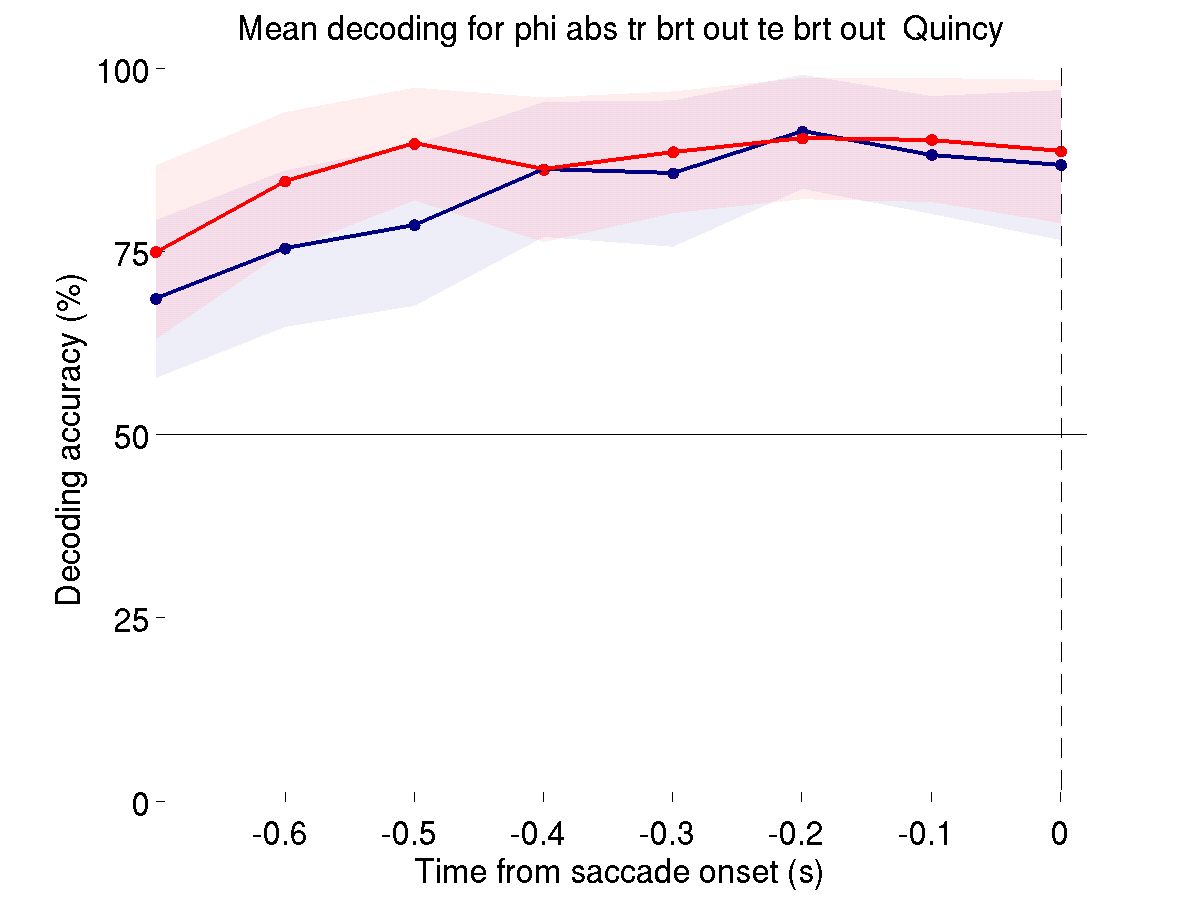 Mean decoding for phi abs tr brt out te brt out  Quincy
100
75
50
25
0
Decoding accuracy (%)
-0.6 -0.5 -0.4 -0.3 -0.2 -0.1 0
Time from saccade onset (s)